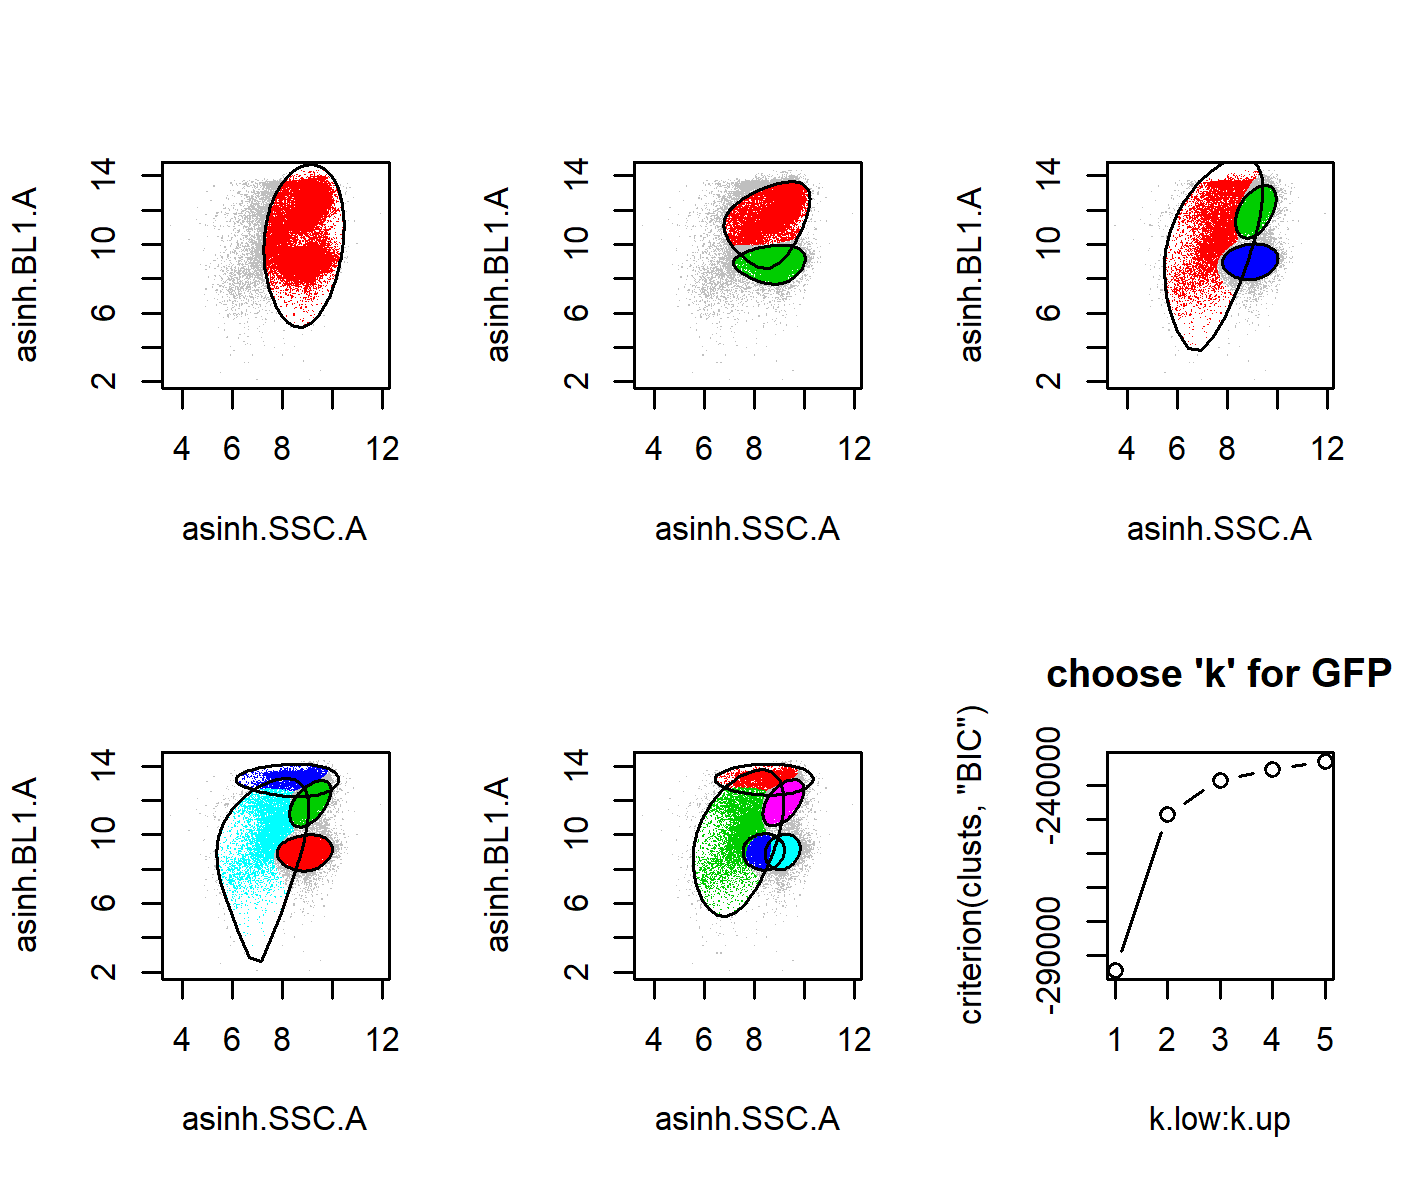 asinh.BL1.A
2 6 10 14
4 6 8 12
asinh.SSC.A
asinh.BL1.A
2 6 10 14
4 6 8 12
asinh.SSC.A
asinh.BL1.A
2 6 10 14
4 6 8 12
asinh.SSC.A
asinh.BL1.A
2 6 10 14
4 6 8 12
asinh.SSC.A
asinh.BL1.A
2 6 10 14
4 6 8 12
asinh.SSC.A
choose 'k' for GFP
criterion(clusts, "BIC")
-290000 -240000
1 2 3 4 5
k.low:k.up